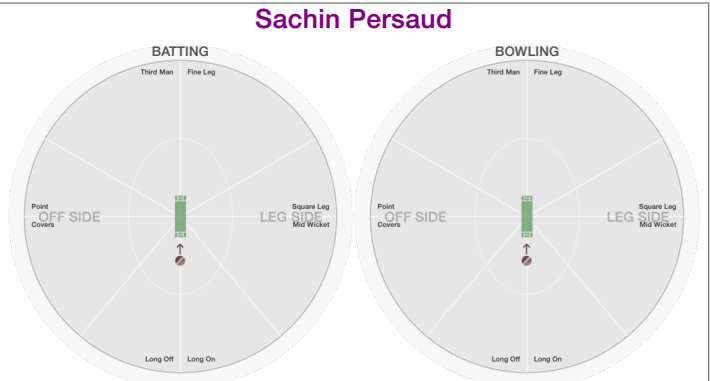 Sachin Persaud
BATTING
Third Man Fine Leg
Point
OFF SIDE
Covers
Square Leg
LEG SIDE
Mid Wicket
Long Off Long On
BOWLING
Third Man Fine Leg
Point
OFF SIDE
Covers
Square Leg
LEG SIDE
Mid Wicket
Long Off Long On